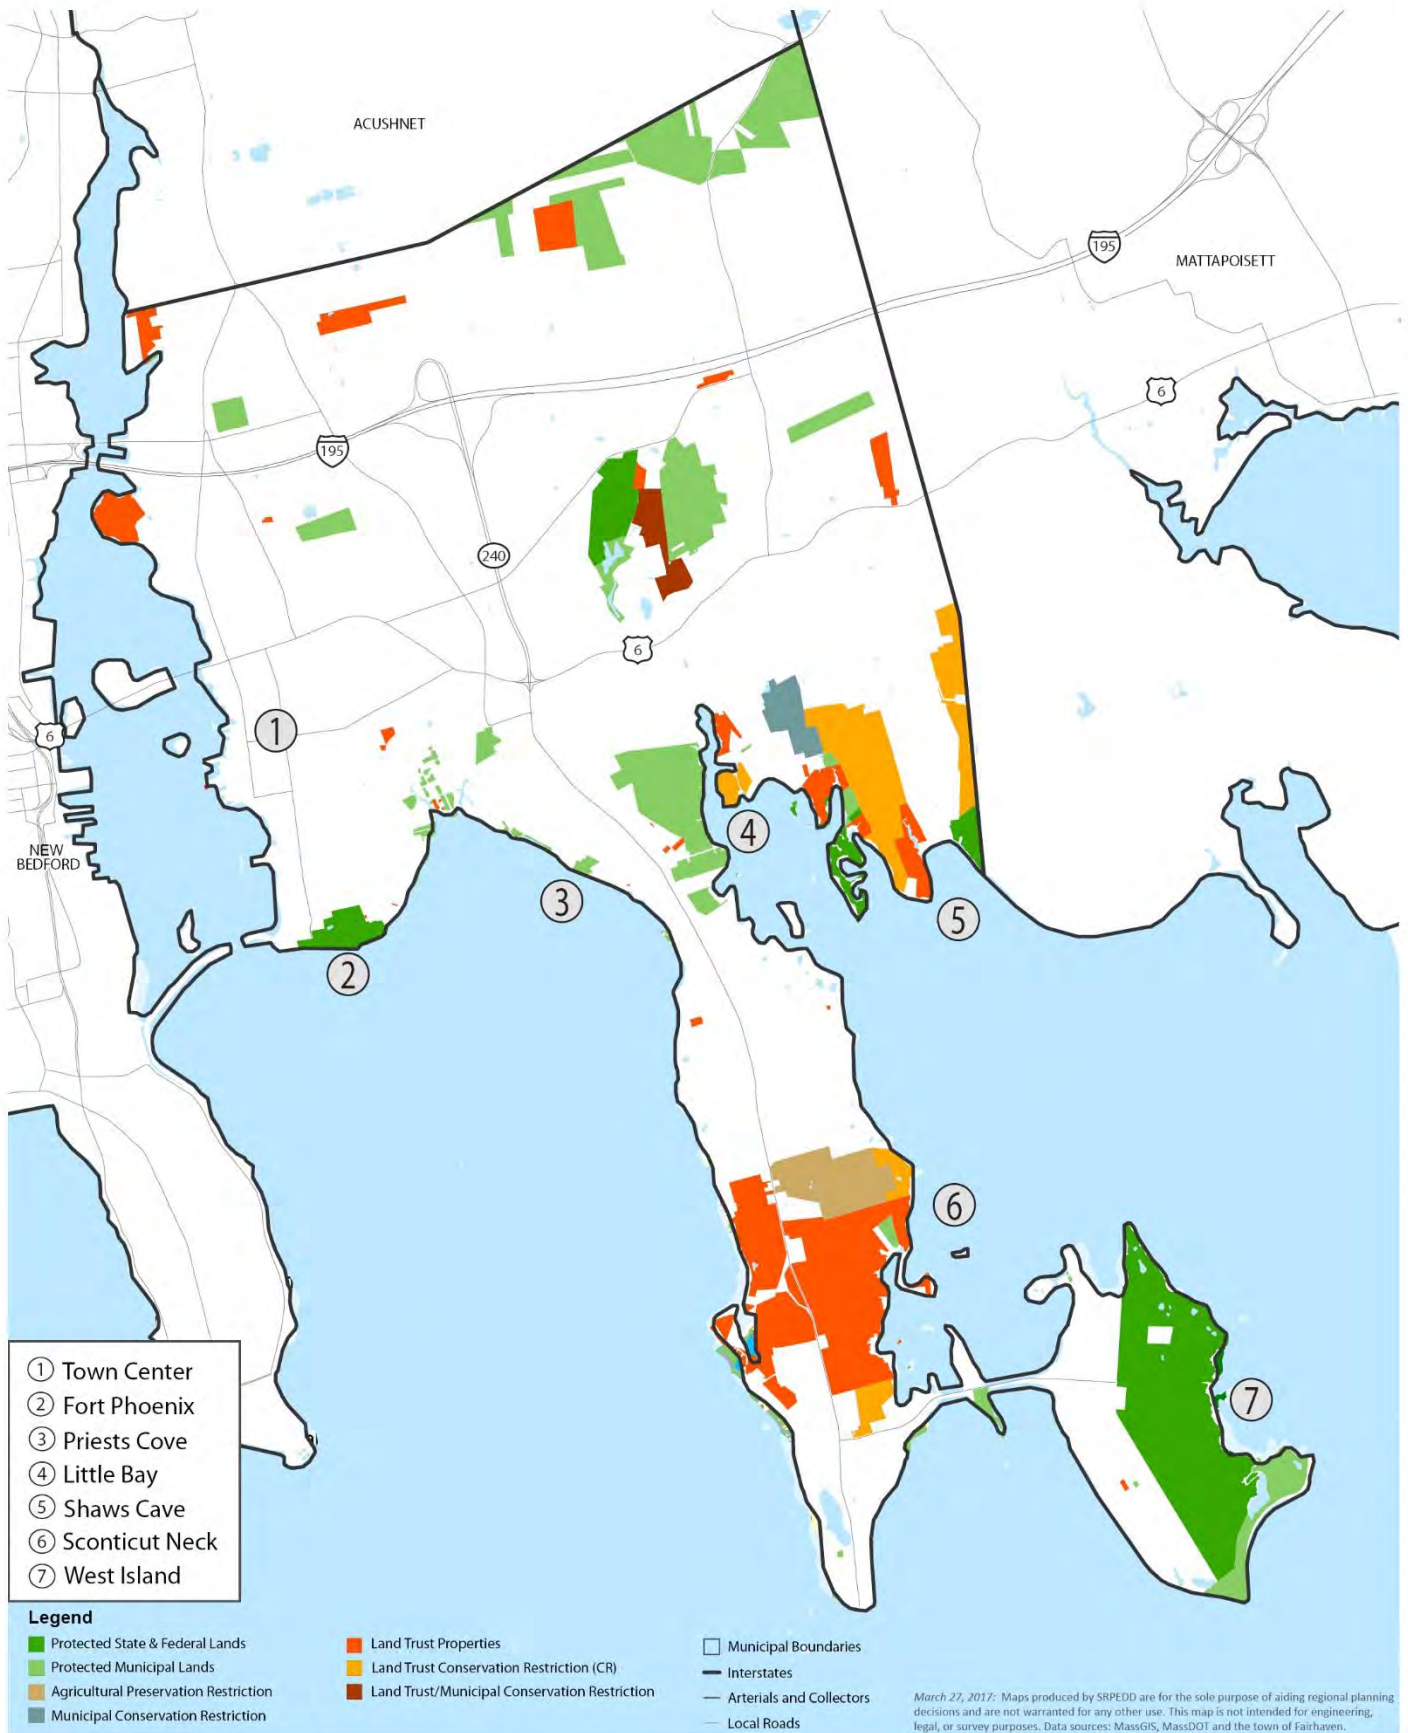 ACUSHNET
195
MATTAPOISETT
6
195
240
6
1
6
NEW
BEDFORD
4
3
5
2
6
7
1 Town Center
2 Fort Phoenix
3 Priests Cove
4 Little Bay
5 Shaws Cave
6 Sconticut Neck
7 West Island
Legend
Protected State & Federal Lands
Protected Municipal Lands
Agricultural Preservation Restriction
Municipal Conservation Restriction
Land Trust Properties
Land Trust Conservation Restriction (CR)
Land Trust/Municipal Conservation Restriction
Municipal Boundaries
Interstates
Arterials and Collectors
Local Roads
March 27, 2017: Maps produced by SRPEDD are for the sole purpose of aiding regional planning
decisions and are not warranted for any other use. This map is not intended for engineering,
legal, or survey purposes. Data sources: MassGIS, MassDOT and the town of Fairhaven.